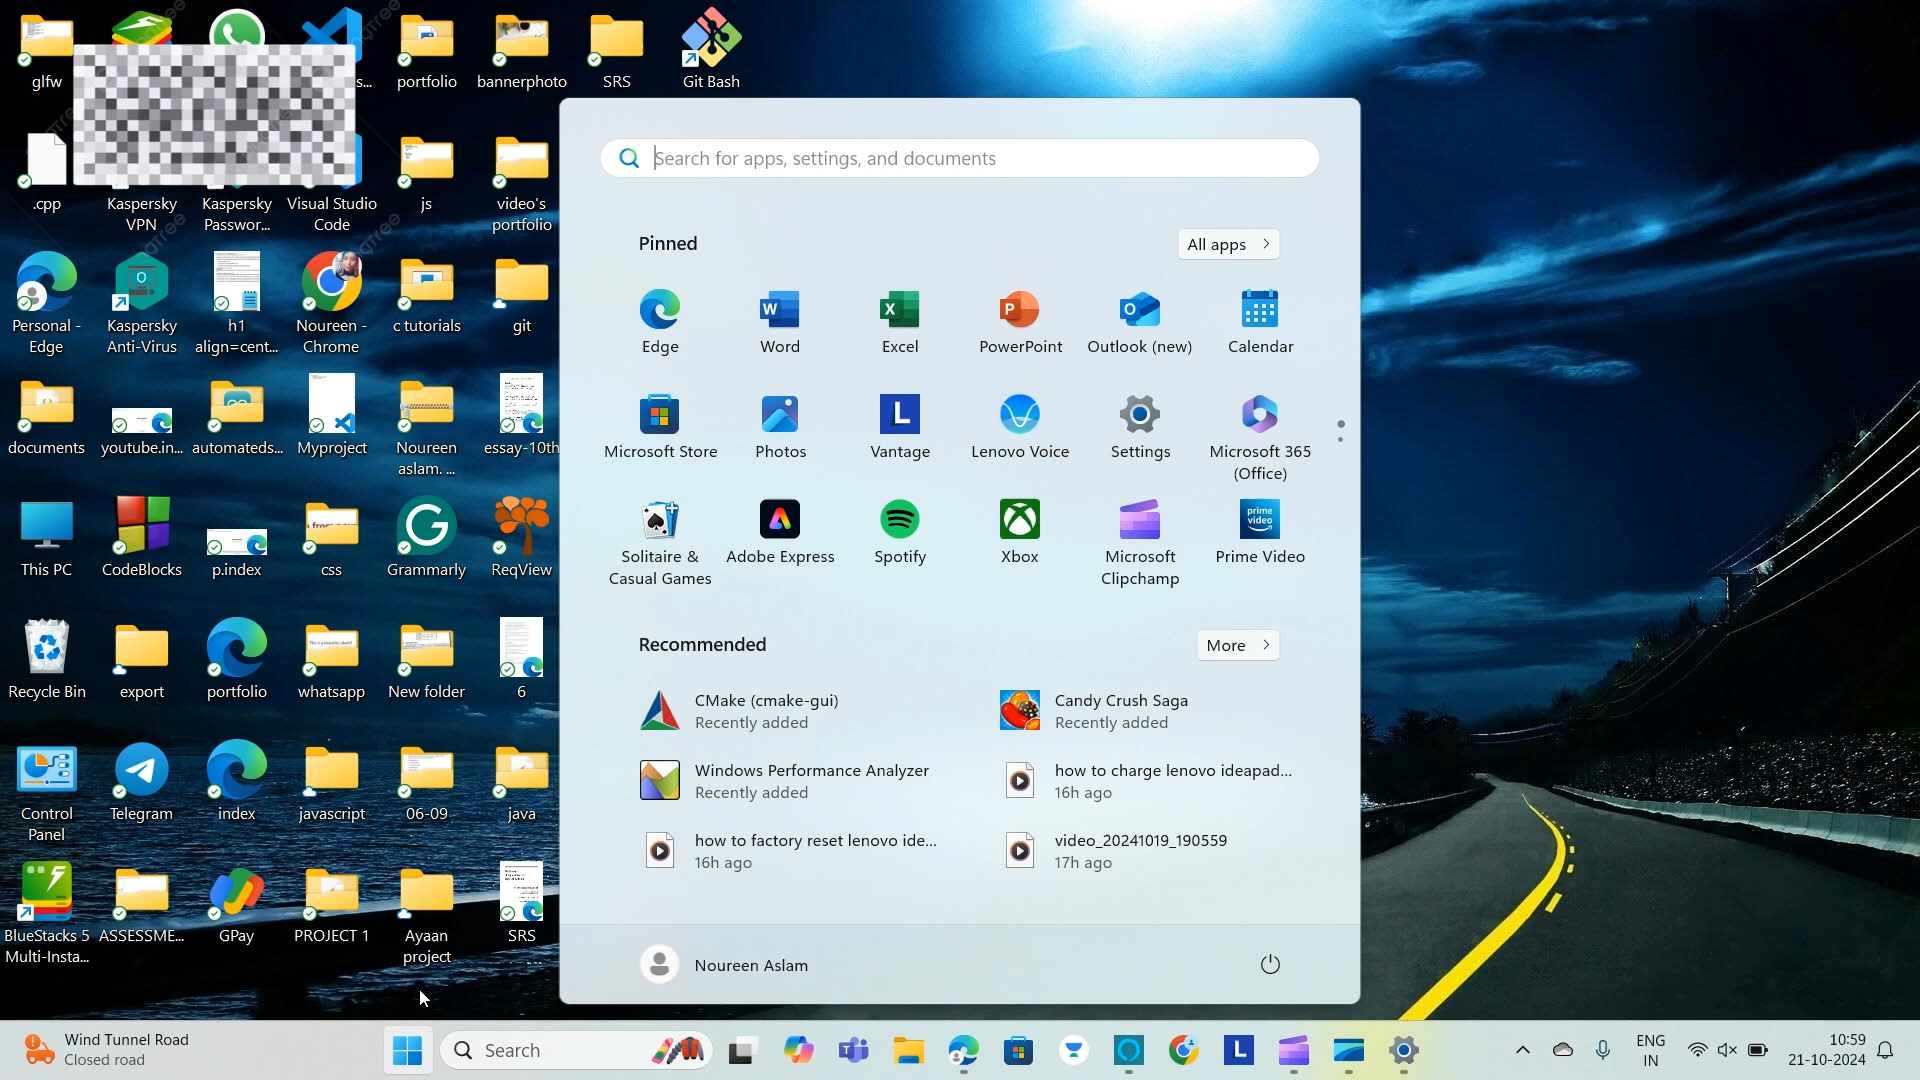 glfw
s...
portfolio
bannerphoto
SRS
Git Bash
.cpp
Kaspersky
VPN
Kaspersky
Passwor...
Visual Studio
Code
js
video's
portfolio
Personal -
Edge
Kaspersky
Anti-Virus
h1
align=cent...
Noureen -
Chrome
c tutorials
git
documents
youtube.in...
automateds...
Myproject
Noureen
aslam. ...
essay-10th
This PC
CodeBlocks
p.index
css
Grammarly
ReqView
Recycle Bin
export
portfolio
whatsapp
New folder
6
Control
Panel
Telegram
index
javascript
06-09
java
BlueStacks 5
Multi-Insta...
ASSESSME...
GPay
PROJECT 1
Ayaan
project
SRS
Search for apps, settings, and documents
Pinned
All apps
Edge
Word
Excel
PowerPoint
Outlook (new)
Calendar
Microsoft Store
Photos
Vantage
Lenovo Voice
Settings
Microsoft 365
(Office)
Solitaire &
Casual Games
Adobe Express
Spotify
Xbox
Microsoft
Clipchamp
prime
video
Prime Video
Recommended
More
CMake (cmake-gui)
Recently added
Candy Crush Saga
Recently added
Windows Performance Analyzer
Recently added
how to charge lenovo ideapad...
16h ago
how to factory reset lenovo ide...
16h ago
video_20241019_190559
17h ago
Noureen Aslam
Wind Tunnel Road
Closed road
Search
ENG
IN
10:59
21-10-2024